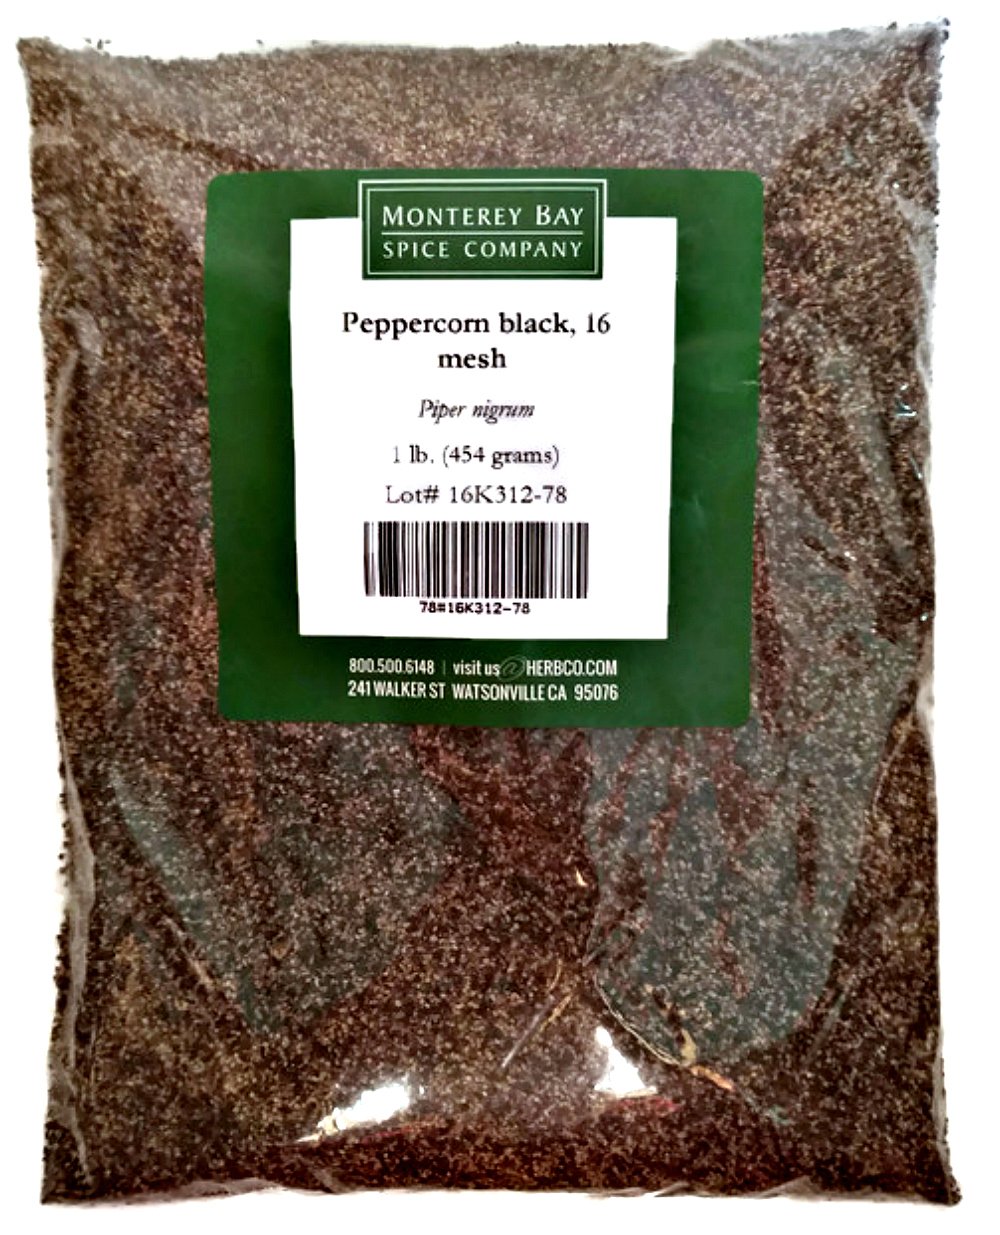 MONTEREY BAY
SPICE COMPANY
Peppercorn black, 16
mesh
Piper nigrum
1 lb. (454 grams)
Lot# 16K312-78
78#16K312-78
800.500.6148 | visit us @ HERBCO.COM
241 WALKER ST WATSONVILLE CA 95076